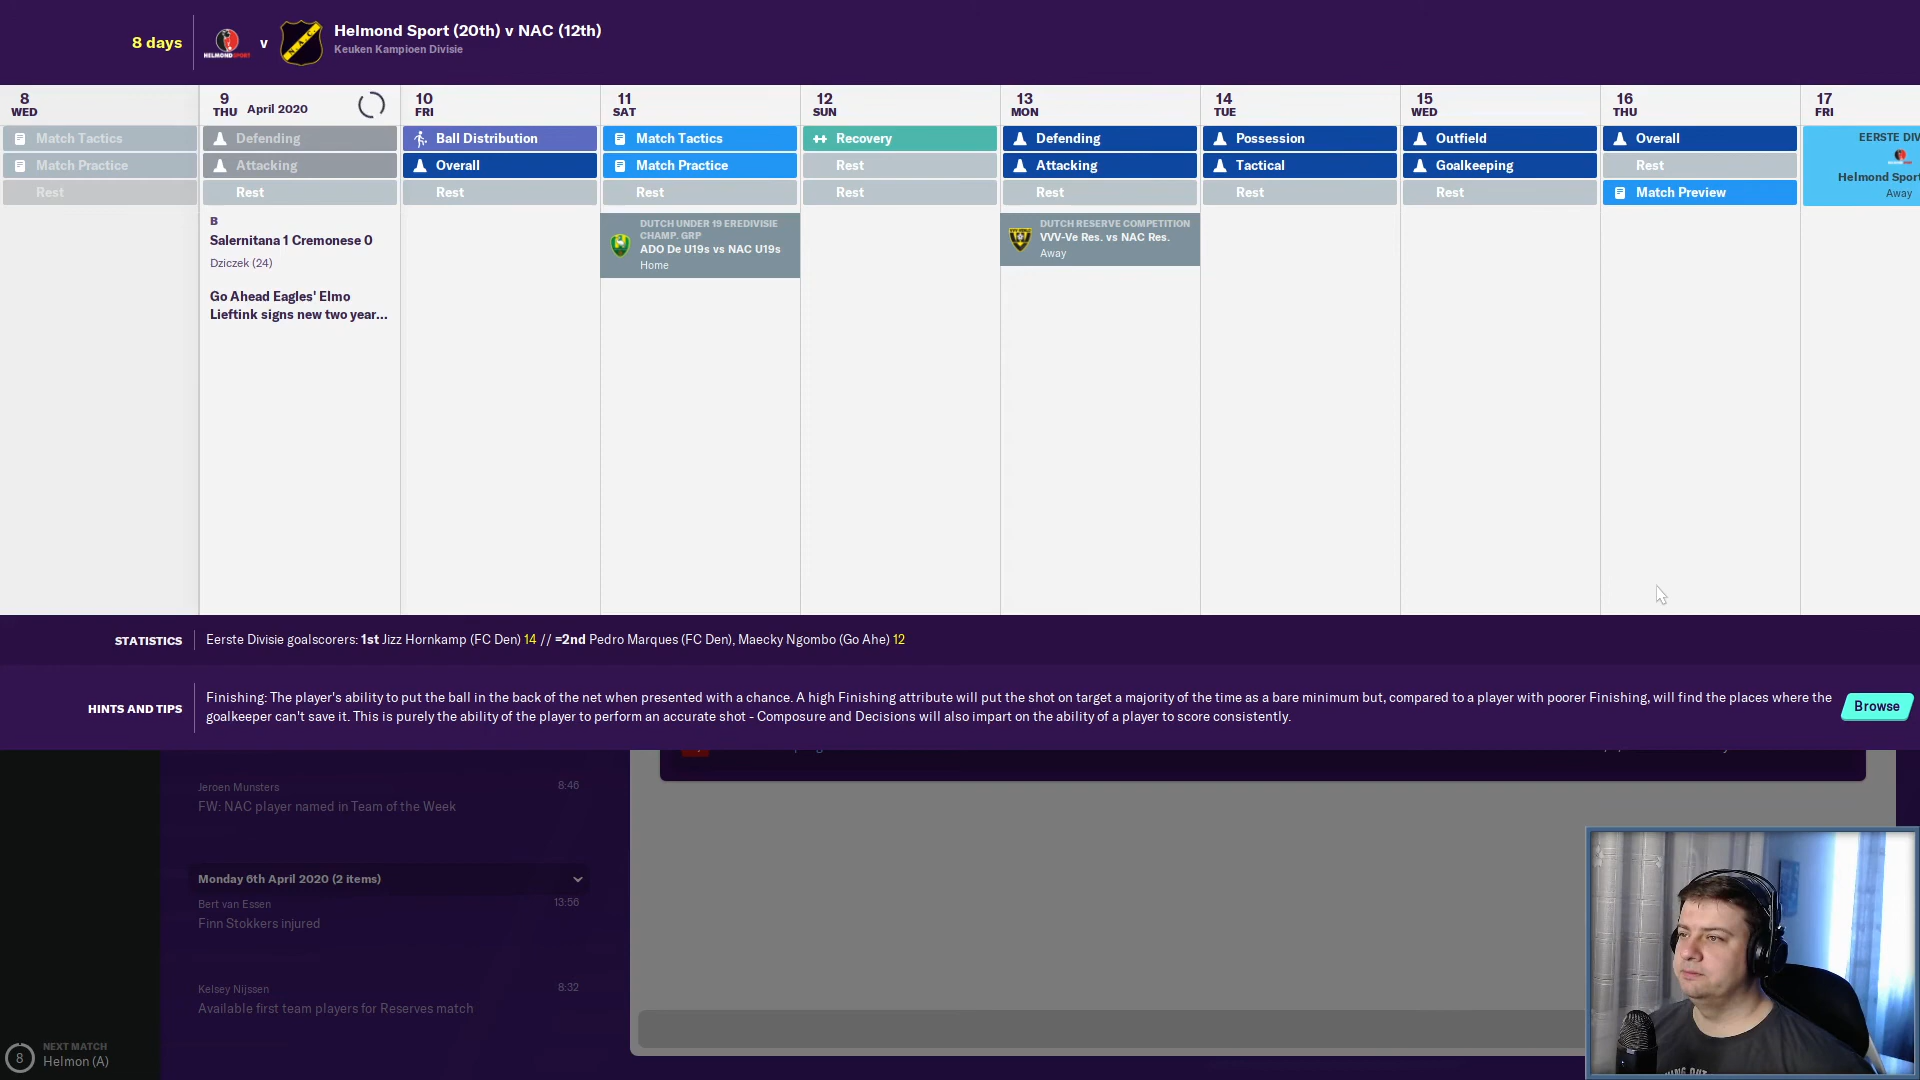 8 days
v
Helmond Sport (20th) v NAC (12th)
Keuken Kampioen Divisie
HELMONDSPORT
NAC
8
WED
Match Tactics
Match Practice
Rest
9
THU April 2020
Defending
Attacking
Rest
B
Salernitana 1 Cremonese 0
Dziczek (24)
Go Ahead Eagles' Elmo
Lieftink signs new two year...
10
FRI
Ball Distribution
Overall
Rest
11
SAT
Match Tactics
Match Practice
Rest
DUTCH UNDER 19 EREDIVISIE
CHAMP. GRP
ADO De U19s vs NAC U19s
Home
12
SUN
Recovery
Rest
Rest
13
MON
Defending
Attacking
Rest
DUTCH RESERVE COMPETITION
VVV-Ve Res. vs NAC Res.
Away
14
TUE
Possession
Tactical
Rest
15
WED
Outfield
Goalkeeping
Rest
16
THU
Overall
Rest
Match Preview
17
FRI
EERSTE DIV
Helmond Sport
Away
STATISTICS
Eerste Divisie goalscorers: 1st Jizz Hornkamp (FC Den) 14 // =2nd Pedro Marques (FC Den), Maecky Ngombo (Go Ahe) 12
HINTS AND TIPS
Finishing: The player's ability to put the ball in the back of the net when presented with a chance. A high Finishing attribute will put the shot on target a majority of the time as a bare minimum but, compared to a player with poorer Finishing, will find the places where the
goalkeeper can't save it. This is purely the ability of the player to perform an accurate shot - Composure and Decisions will also impart on the ability of a player to score consistently.
Browse
Jeroen Munsters 8:46
FW: NAC player named in Team of the Week
Monday 6th April 2020 (2 items)
Bert van Essen 13:56
Finn Stokkers injured
Kelsey Nijssen 8:32
Available first team players for Reserves match
8
NEXT MATCH
Helmon (A)